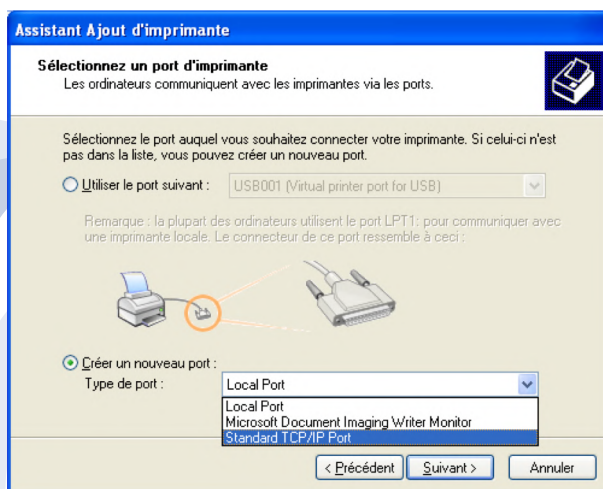 Assistant Ajout d'imprimante
Sélectionnez un port d'imprimante
Les ordinateurs communiquent avec les imprimantes via les ports.
Sélectionnez le port auquel vous souhaitez connecter votre imprimante. Si celui-ci n'est
pas dans la liste, vous pouvez créer un nouveau port.
Utiliser le port suivant : USB001 (Virtual printer port for USB)
Remarque : la plupart des ordinateurs utilisent le port LPT1: pour communiquer avec
une imprimante locale. Le connecteur de ce port ressemble à ceci :
Créer un nouveau port :
Type de port : Local Port
Local Port
Microsoft Document Imaging Writer Monitor
Standard TCP/IP Port
< Précédent Suivant > Annuler